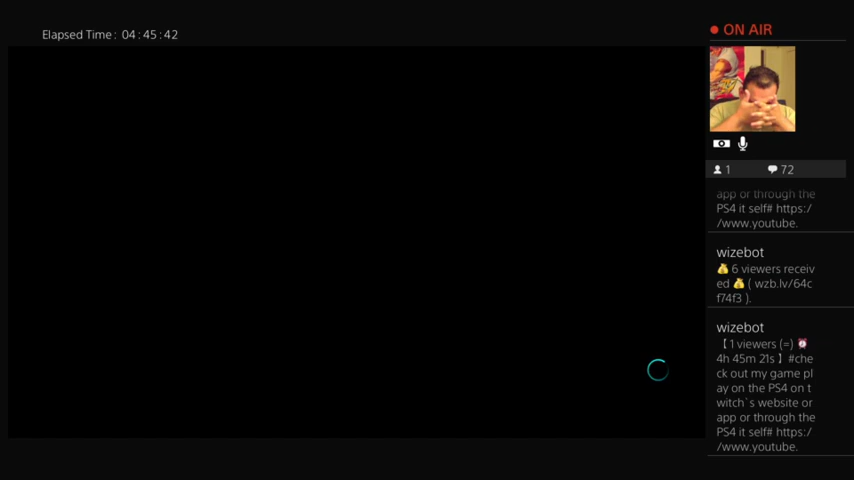 Elapsed Time: 04:45:42
ON AIR
1 72
app or through the
PS4 it self# https:/
/www.youtube.
wizebot
💰 6 viewers receiv
ed 💰 ( wzb.lv/64c
f74f3 ).
wizebot
【 1 viewers (=) ⏰
4h 45m 21s 】 #che
ck out my game pl
ay on the PS4 on t
witch`s website or
app or through the
PS4 it self# https:/
/www.youtube.